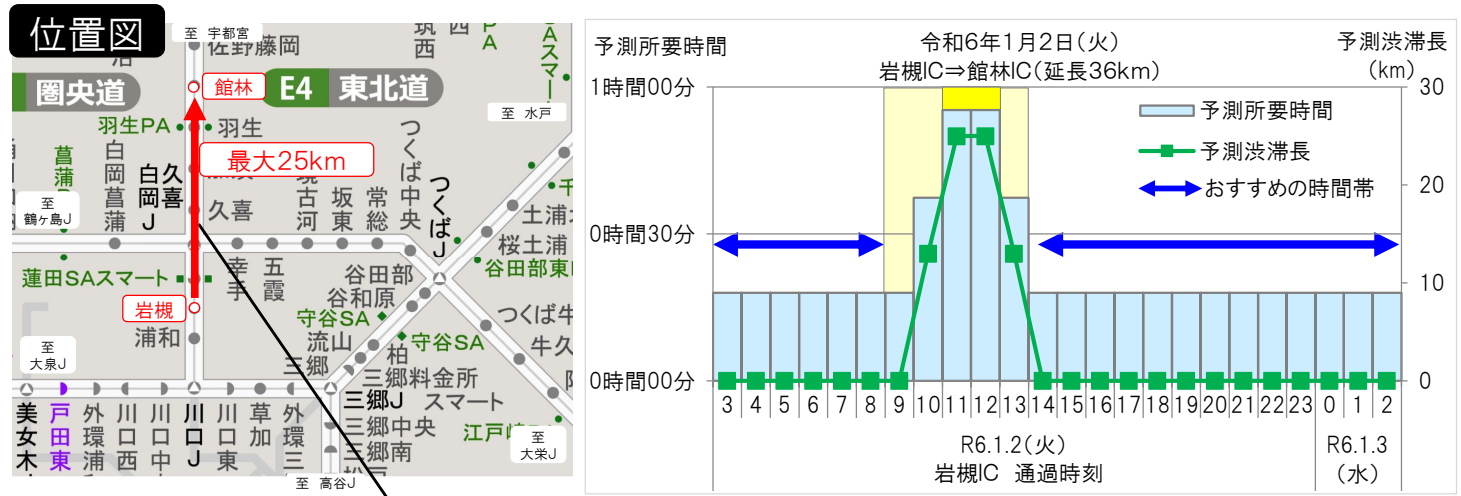 位置図
至 宇都宮
佐野藤岡
筑西
西
PA
Aスマー
圏央道
館林
E4 東北道
至 水戸
羽生PA
羽生
最大25km
菖蒲
白岡菖蒲
白岡J
久喜
久喜
至
鶴ヶ島J
古河
坂東
常総
つくば中央
つくばJ
土浦
桜土浦
谷田部東
蓮田SAスマート
幸手
五霞
谷田部
谷和原
岩槻
守谷SA
守谷SA
つくば牛
牛久
浦和
流山
柏
三郷
至
大泉J
三郷料金所
スマート
三郷J
三郷中央
三郷南
江戸崎
至
大栄J
美女木
戸田東
外環浦
川口西
川口中
川口J
川口東
草加
外環三
至 高谷J
予測所要時間
令和6年1月2日(火)
岩槻IC⇒館林IC(延長36km)
予測渋滞長
(km)
1時間00分
0時間30分
0時間00分
30
20
10
0
予測所要時間
予測渋滞長
おすすめの時間帯
3 4 5 6 7 8 9 10 11 12 13 14 15 16 17 18 19 20 21 22 23 0 1 2
R6.1.2(火)
岩槻IC 通過時刻
R6.1.3
(水)